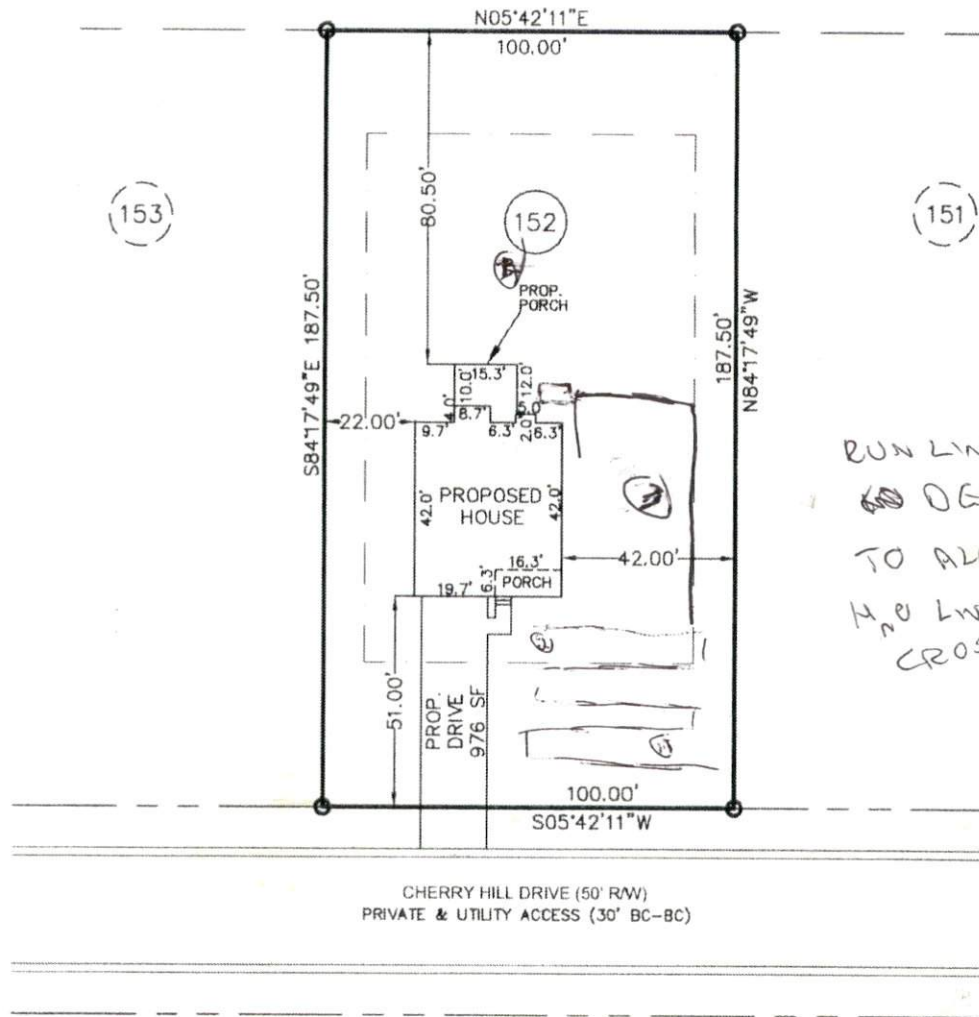 N05°42'11"E
100.00'
80.50'
153
152
151
PROP.
PORCH
S84°17'49"E 187.50'
187.50'
N84°17'49"W
15.3'
10.0'
12.0'
4.0'
8.7'
5.0'
22.00'
9.7'
6.3'
2.0'
6.3'
RUN
42.0'
PROPOSED
HOUSE
42.0'
TO
42.00'
16.3'
6.3'
PORCH
19.7'
51.00'
PROP.
DRIVE
976 SF
100.00'
S05°42'11"W
CHERRY HILL DRIVE (50' R/W)
PRIVATE & UTILITY ACCESS (30' BC-BC)